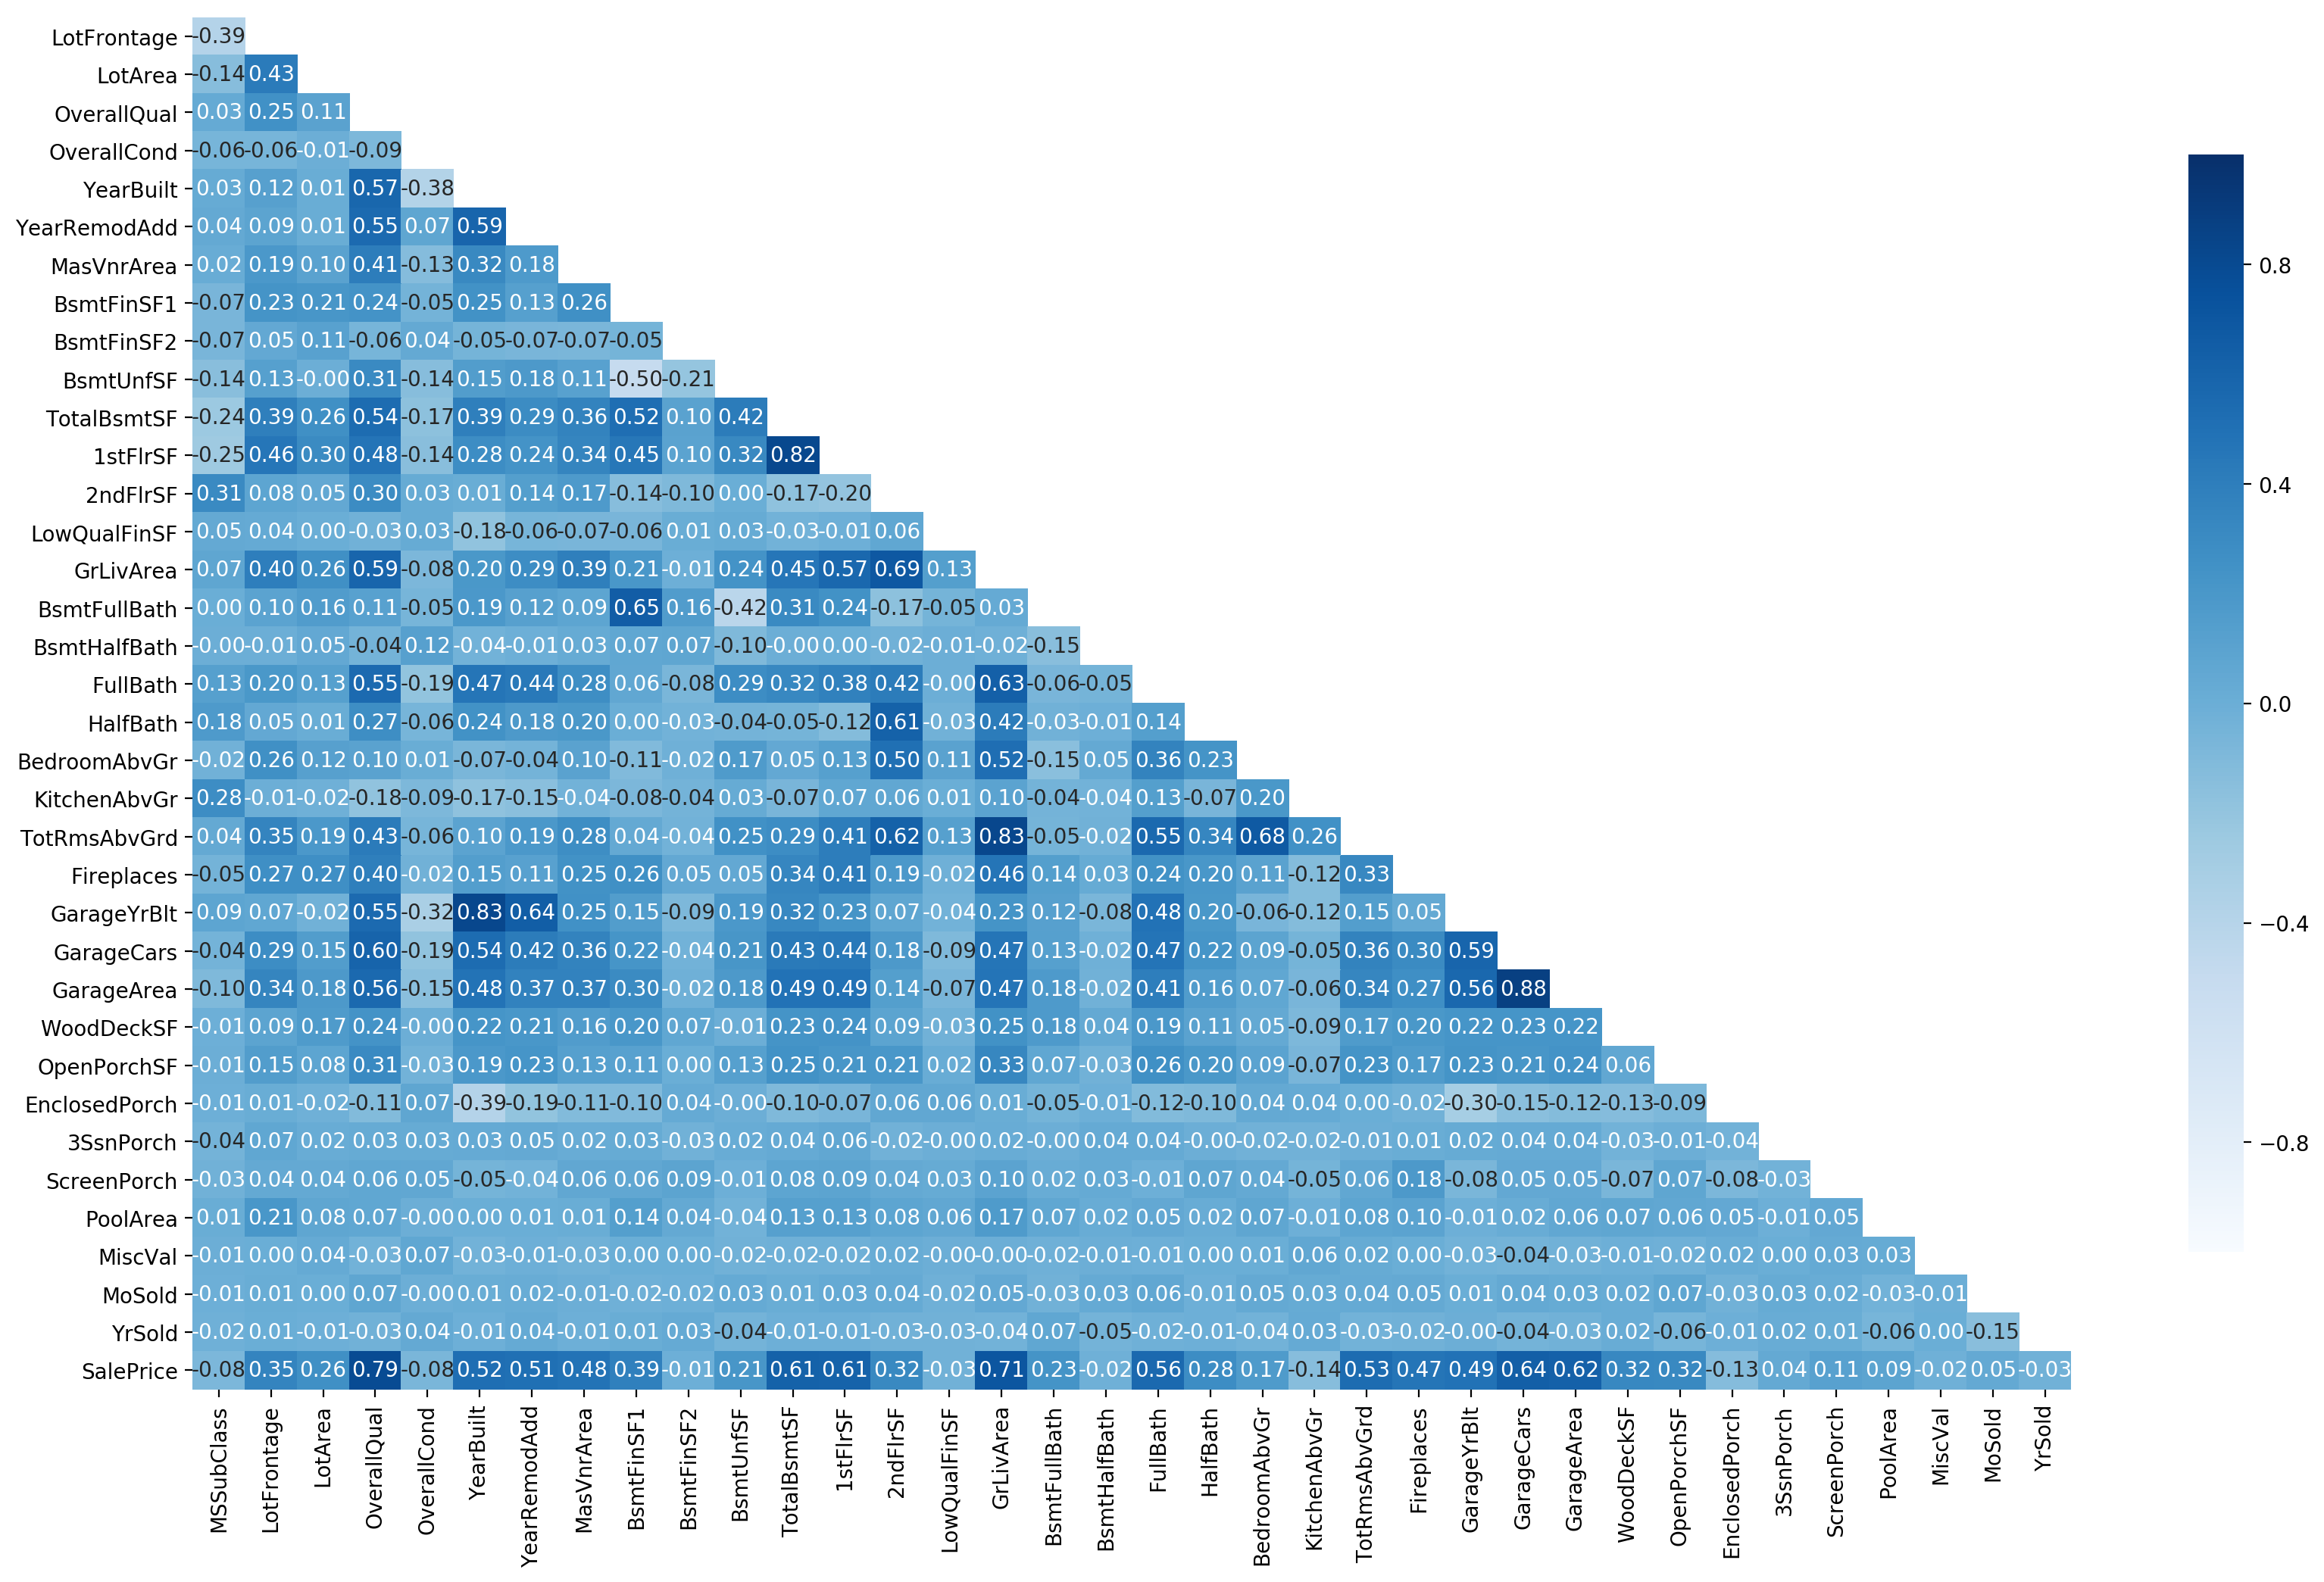 LotFrontage -0.39
LotArea -0.14 0.43
OverallQual 0.03 0.25 0.11
OverallCond -0.06 -0.06 -0.01 -0.09
YearBuilt 0.03 0.12 0.01 0.57 -0.38
YearRemodAdd 0.04 0.09 0.01 0.55 0.07 0.59
MasVnrArea 0.02 0.19 0.10 0.41 -0.13 0.32 0.18
0.8
BsmtFinSF1 -0.07 0.23 0.21 0.24 -0.05 0.25 0.13 0.26
BsmtFinSF2 -0.07 0.05 0.11 -0.06 0.04 -0.05 -0.07 -0.07 -0.05
BsmtUnfSF -0.14 0.13 -0.00 0.31 -0.14 0.15 0.18 0.11 -0.50 -0.21
TotalBsmtSF -0.24 0.39 0.26 0.54 -0.17 0.39 0.29 0.36 0.52 0.10 0.42
1stFlrSF -0.25 0.46 0.30 0.48 -0.14 0.28 0.24 0.34 0.45 0.10 0.32 0.82
2ndFlrSF 0.31 0.08 0.05 0.30 0.03 0.01 0.14 0.17 -0.14 -0.10 0.00 -0.17 -0.20
0.4
LowQualFinSF 0.05 0.04 0.00 -0.03 0.03 -0.18 -0.06 -0.07 -0.06 0.01 0.03 -0.03 -0.01 0.06
GrLivArea 0.07 0.40 0.26 0.59 -0.08 0.20 0.29 0.39 0.21 -0.01 0.24 0.45 0.57 0.69 0.13
BsmtFullBath 0.00 0.10 0.16 0.11 -0.05 0.19 0.12 0.09 0.65 0.16 -0.42 0.31 0.24 -0.17 -0.05 0.03
BsmtHalfBath -0.00 -0.01 0.05 -0.04 0.12 -0.04 -0.01 0.03 0.07 0.07 -0.10 -0.00 0.00 -0.02 -0.01 -0.02 -0.15
FullBath 0.13 0.20 0.13 0.55 -0.19 0.47 0.44 0.28 0.06 -0.08 0.29 0.32 0.38 0.42 -0.00 0.63 -0.06 -0.05
0.0
HalfBath 0.18 0.05 0.01 0.27 -0.06 0.24 0.18 0.20 0.00 -0.03 -0.04 -0.05 -0.12 0.61 -0.03 0.42 -0.03 -0.01 0.14
BedroomAbvGr -0.02 0.26 0.12 0.10 0.01 -0.07 -0.04 0.10 -0.11 -0.02 0.17 0.05 0.13 0.50 0.11 0.52 -0.15 0.05 0.36 0.23
KitchenAbvGr 0.28 -0.01 -0.02 -0.18 -0.09 -0.17 -0.15 -0.04 -0.08 -0.04 0.03 -0.07 0.07 0.06 0.01 0.10 -0.04 -0.04 0.13 -0.07 0.20
TotRmsAbvGrd 0.04 0.35 0.19 0.43 -0.06 0.10 0.19 0.28 0.04 -0.04 0.25 0.29 0.41 0.62 0.13 0.83 -0.05 -0.02 0.55 0.34 0.68 0.26
Fireplaces -0.05 0.27 0.27 0.40 -0.02 0.15 0.11 0.25 0.26 0.05 0.05 0.34 0.41 0.19 -0.02 0.46 0.14 0.03 0.24 0.20 0.11 -0.12 0.33
GarageYrBlt 0.09 0.07 -0.02 0.55 -0.32 0.83 0.64 0.25 0.15 -0.09 0.19 0.32 0.23 0.07 -0.04 0.23 0.12 -0.08 0.48 0.20 -0.06 -0.12 0.15 0.05
−0.4
GarageCars -0.04 0.29 0.15 0.60 -0.19 0.54 0.42 0.36 0.22 -0.04 0.21 0.43 0.44 0.18 -0.09 0.47 0.13 -0.02 0.47 0.22 0.09 -0.05 0.36 0.30 0.59
GarageArea -0.10 0.34 0.18 0.56 -0.15 0.48 0.37 0.37 0.30 -0.02 0.18 0.49 0.49 0.14 -0.07 0.47 0.18 -0.02 0.41 0.16 0.07 -0.06 0.34 0.27 0.56 0.88
WoodDeckSF -0.01 0.09 0.17 0.24 -0.00 0.22 0.21 0.16 0.20 0.07 -0.01 0.23 0.24 0.09 -0.03 0.25 0.18 0.04 0.19 0.11 0.05 -0.09 0.17 0.20 0.22 0.23 0.22
OpenPorchSF -0.01 0.15 0.08 0.31 -0.03 0.19 0.23 0.13 0.11 0.00 0.13 0.25 0.21 0.21 0.02 0.33 0.07 -0.03 0.26 0.20 0.09 -0.07 0.23 0.17 0.23 0.21 0.24 0.06
EnclosedPorch -0.01 0.01 -0.02 -0.11 0.07 -0.39 -0.19 -0.11 -0.10 0.04 -0.00 -0.10 -0.07 0.06 0.06 0.01 -0.05 -0.01 -0.12 -0.10 0.04 0.04 0.00 -0.02 -0.30 -0.15 -0.12 -0.13 -0.09
3SsnPorch -0.04 0.07 0.02 0.03 0.03 0.03 0.05 0.02 0.03 -0.03 0.02 0.04 0.06 -0.02 -0.00 0.02 -0.00 0.04 0.04 -0.00 -0.02 -0.02 -0.01 0.01 0.02 0.04 0.04 -0.03 -0.01 -0.04
−0.8
ScreenPorch -0.03 0.04 0.04 0.06 0.05 -0.05 -0.04 0.06 0.06 0.09 -0.01 0.08 0.09 0.04 0.03 0.10 0.02 0.03 -0.01 0.07 0.04 -0.05 0.06 0.18 -0.08 0.05 0.05 -0.07 0.07 -0.08 -0.03
PoolArea 0.01 0.21 0.08 0.07 -0.00 0.00 0.01 0.01 0.14 0.04 -0.04 0.13 0.13 0.08 0.06 0.17 0.07 0.02 0.05 0.02 0.07 -0.01 0.08 0.10 -0.01 0.02 0.06 0.07 0.06 0.05 -0.01 0.05
MiscVal -0.01 0.00 0.04 -0.03 0.07 -0.03 -0.01 -0.03 0.00 0.00 -0.02 -0.02 -0.02 0.02 -0.00 -0.00 -0.02 -0.01 -0.01 0.00 0.01 0.06 0.02 0.00 -0.03 -0.04 -0.03 -0.01 -0.02 0.02 0.00 0.03 0.03
MoSold -0.01 0.01 0.00 0.07 -0.00 0.01 0.02 -0.01 -0.02 -0.02 0.03 0.01 0.03 0.04 -0.02 0.05 -0.03 0.03 0.06 -0.01 0.05 0.03 0.04 0.05 0.01 0.04 0.03 0.02 0.07 -0.03 0.03 0.02 -0.03 -0.01
YrSold -0.02 0.01 -0.01 -0.03 0.04 -0.01 0.04 -0.01 0.01 0.03 -0.04 -0.01 -0.01 -0.03 -0.03 -0.04 0.07 -0.05 -0.02 -0.01 -0.04 0.03 -0.03 -0.02 -0.00 -0.04 -0.03 0.02 -0.06 -0.01 0.02 0.01 -0.06 0.00 -0.15
SalePrice -0.08 0.35 0.26 0.79 -0.08 0.52 0.51 0.48 0.39 -0.01 0.21 0.61 0.61 0.32 -0.03 0.71 0.23 -0.02 0.56 0.28 0.17 -0.14 0.53 0.47 0.49 0.64 0.62 0.32 0.32 -0.13 0.04 0.11 0.09 -0.02 0.05 -0.03
MSSubClass
LotFrontage
LotArea
OverallQual
OverallCond
YearBuilt
YearRemodAdd
MasVnrArea
BsmtFinSF1
BsmtFinSF2
BsmtUnfSF
TotalBsmtSF
1stFlrSF
2ndFlrSF
LowQualFinSF
GrLivArea
BsmtFullBath
BsmtHalfBath
FullBath
HalfBath
BedroomAbvGr
KitchenAbvGr
TotRmsAbvGrd
Fireplaces
GarageYrBlt
GarageCars
GarageArea
WoodDeckSF
OpenPorchSF
EnclosedPorch
3SsnPorch
ScreenPorch
PoolArea
MiscVal
MoSold
YrSold